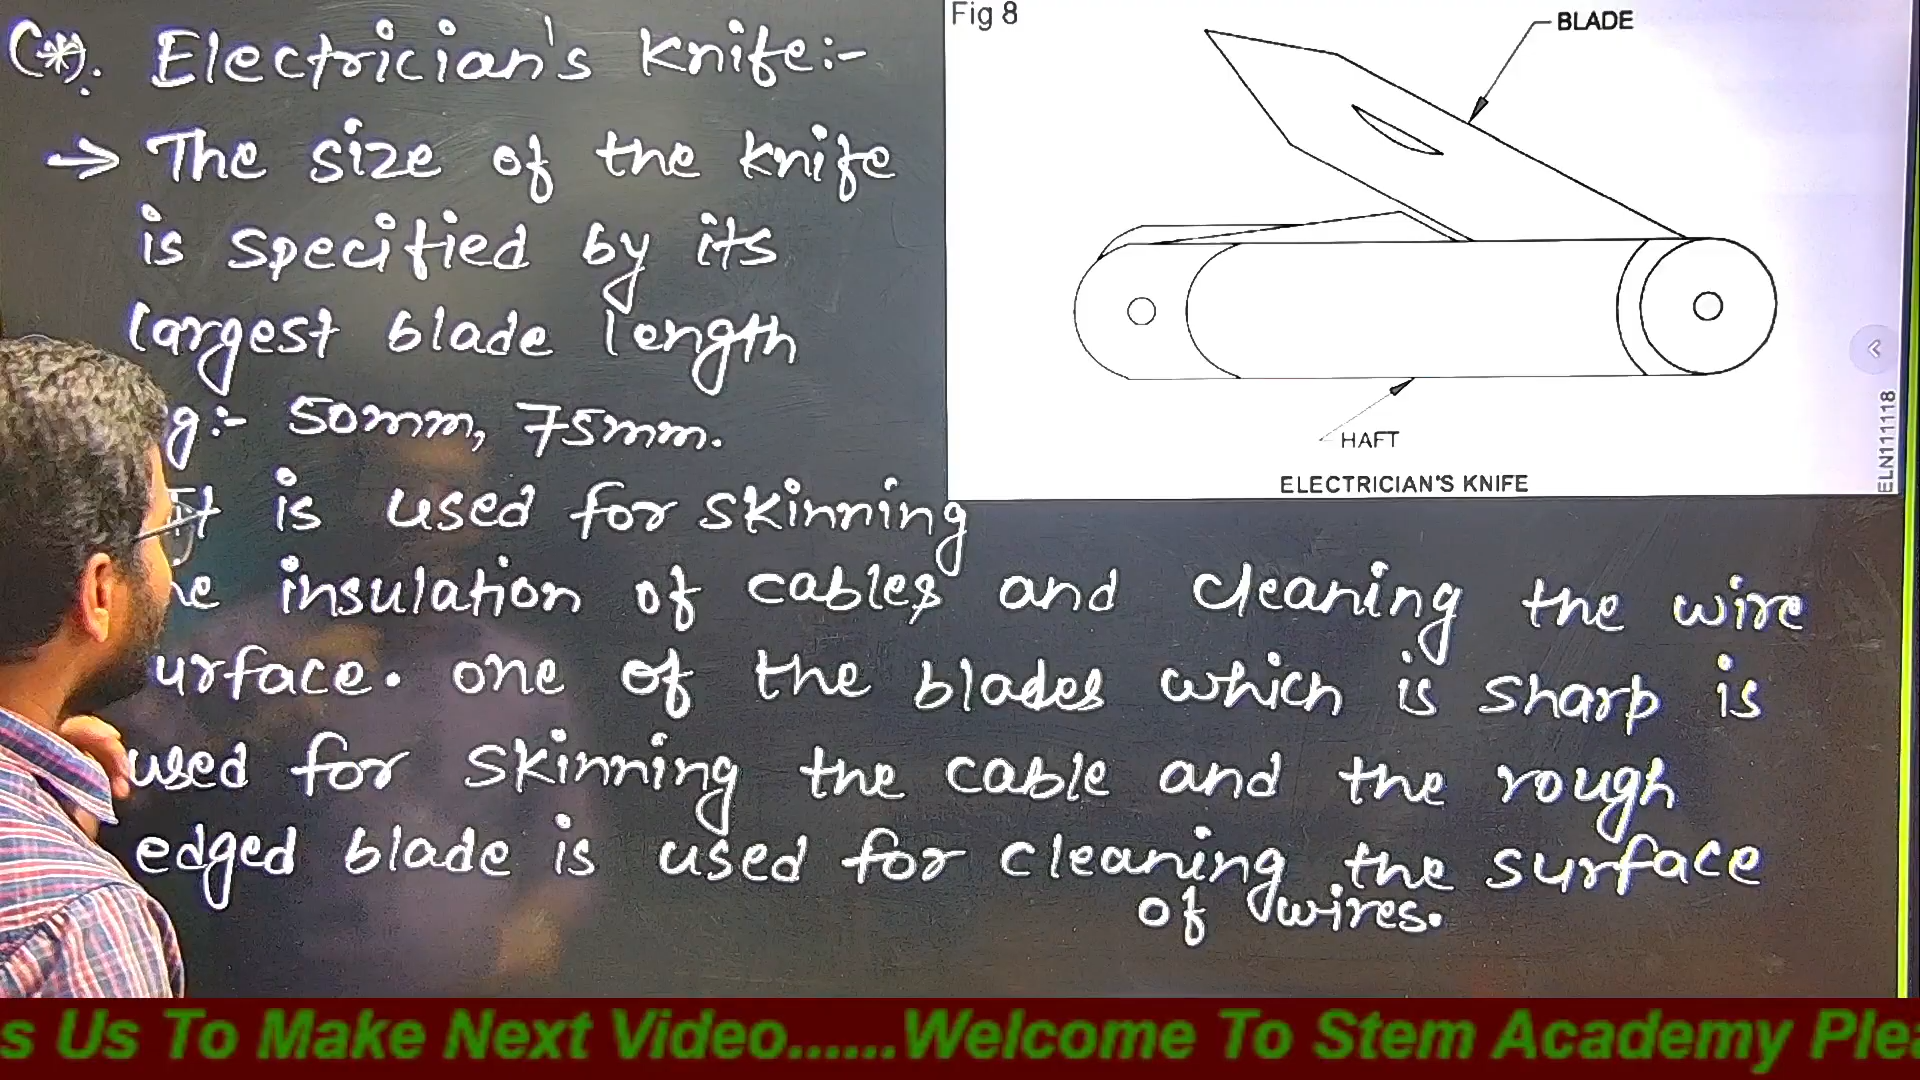 (*). Electrician's Knife:-
→ The size of the knife
is specified by its
largest blade length
g:- 50mm, 75mm.
It is used for skinning
he insulation of cables and cleaning the wire
urface. one of the blades which is sharp is
used for skinning the cable and the rough
edged blade is used for cleaning the surface
of wires.
Fig 8
BLADE
HAFT
ELECTRICIAN'S KNIFE
ELN111118
s Us To Make Next Video......Welcome To Stem Academy Plea